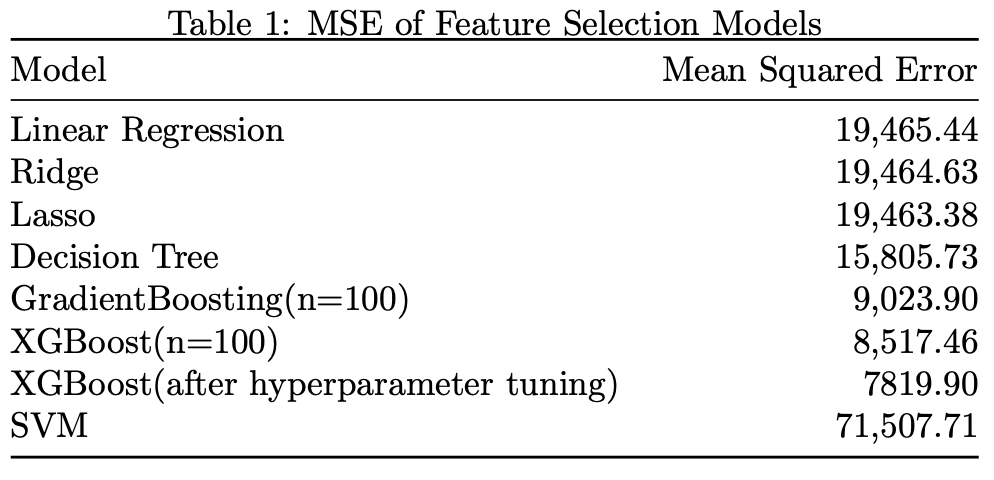 Table 1: MSE of Feature Selection Models
Model Mean Squared Error
Linear Regression 19,465.44
Ridge 19,464.63
Lasso 19,463.38
Decision Tree 15,805.73
GradientBoosting(n=100) 9,023.90
XGBoost(n=100) 8,517.46
XGBoost(after hyperparameter tuning) 7819.90
SVM 71,507.71